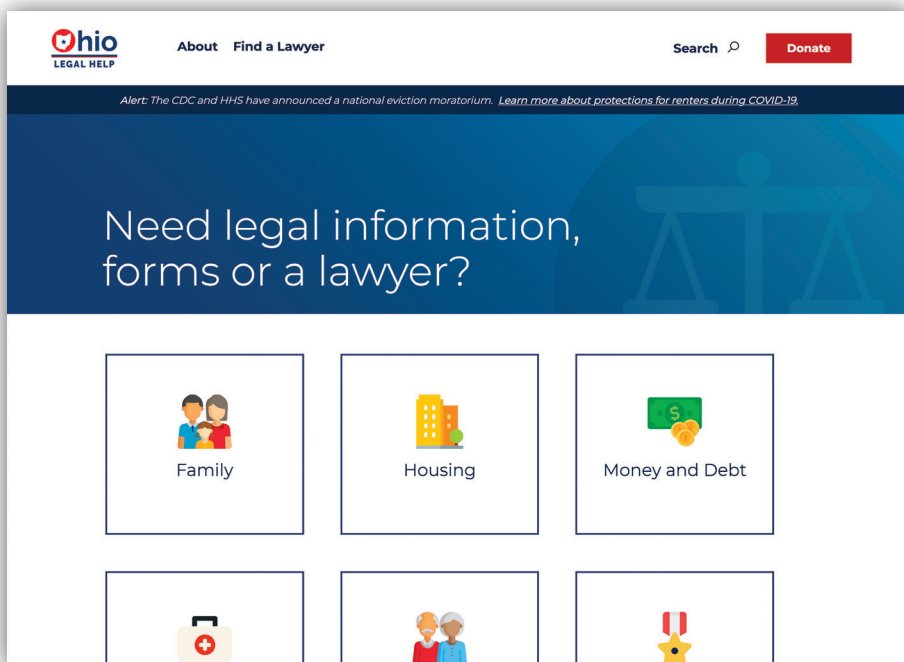 Ohio
LEGAL HELP
About Find a Lawyer
Search
Donate
Alert: The CDC and HHS have announced a national eviction moratorium. Learn more about protections for renters during COVID-19.
Need legal information,
forms or a lawyer?
Family
Housing
Money and Debt